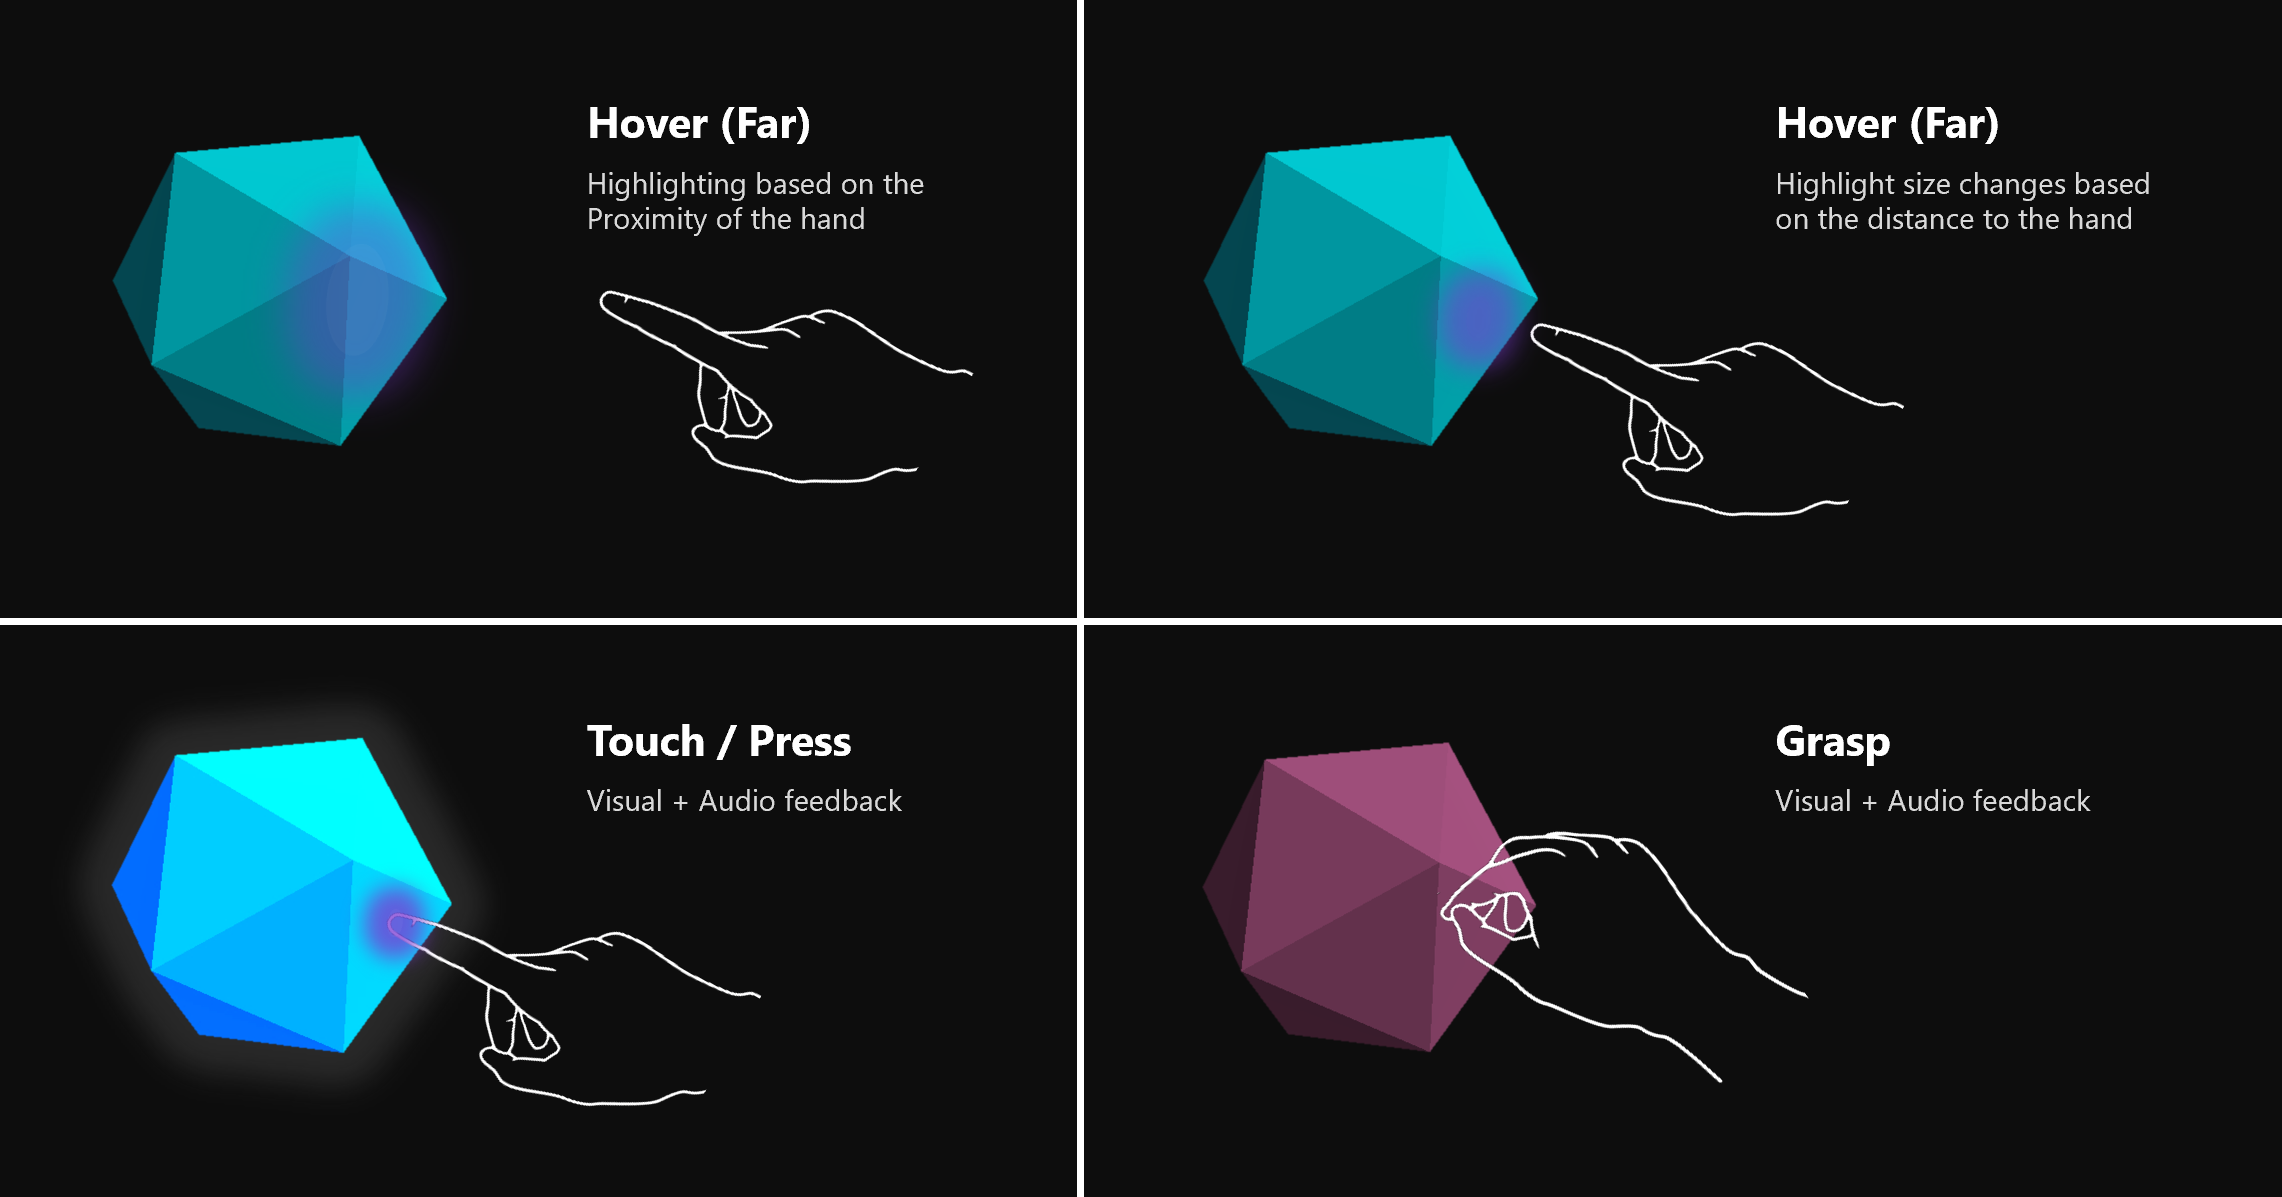 Hover (Far)
Highlighting based on the
Proximity of the hand
Hover (Far)
Highlight size changes based
on the distance to the hand
Touch / Press
Visual + Audio feedback
Grasp
Visual + Audio feedback